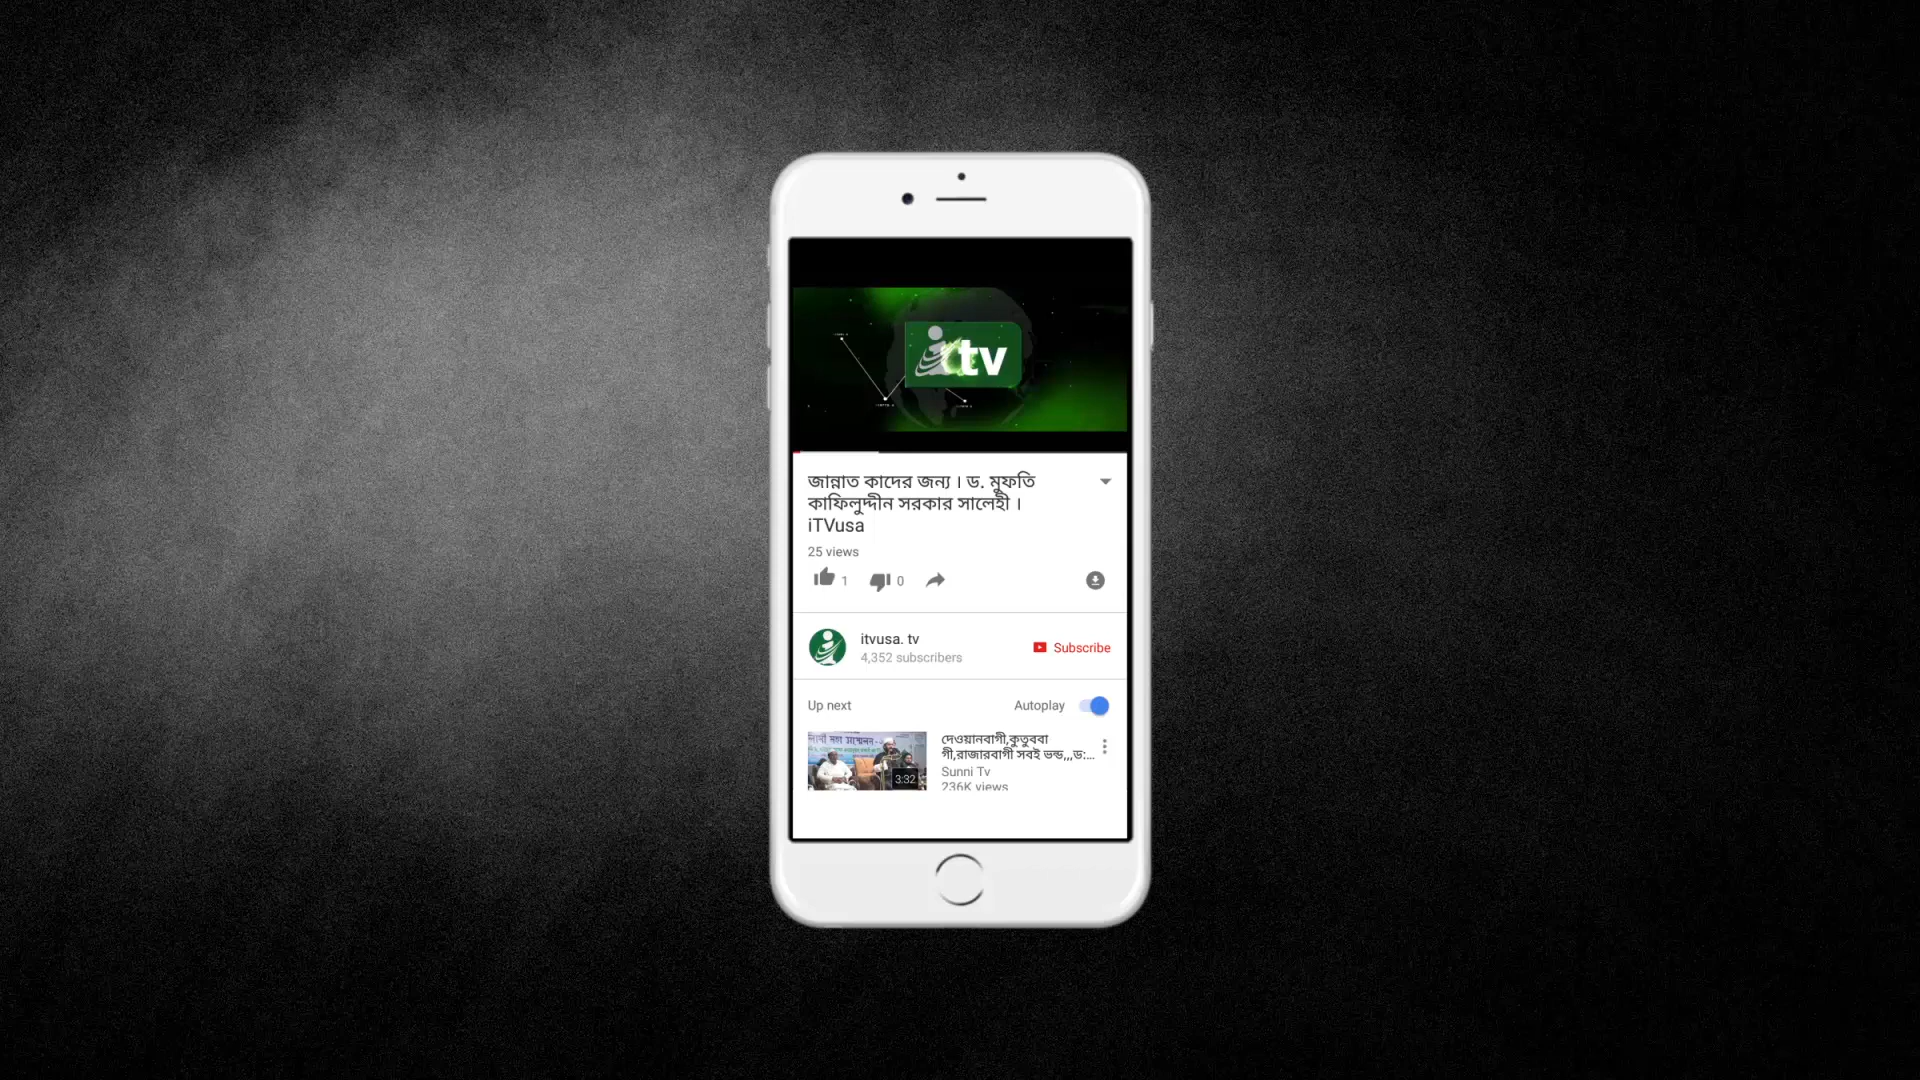 tv
জান্নাত কাদের জন্য । ড. মুফতি
কাফিলুদ্দীন সরকার সালেহী ।
iTVusa
25 views
1 0
itvusa. tv
4,352 subscribers
Subscribe
Up next
Autoplay
3:32
দেওয়ানবাগী,কুতুববা
গী,রাজারবাগী সবই ভন্ড,,,ড:...
Sunni Tv
236K views